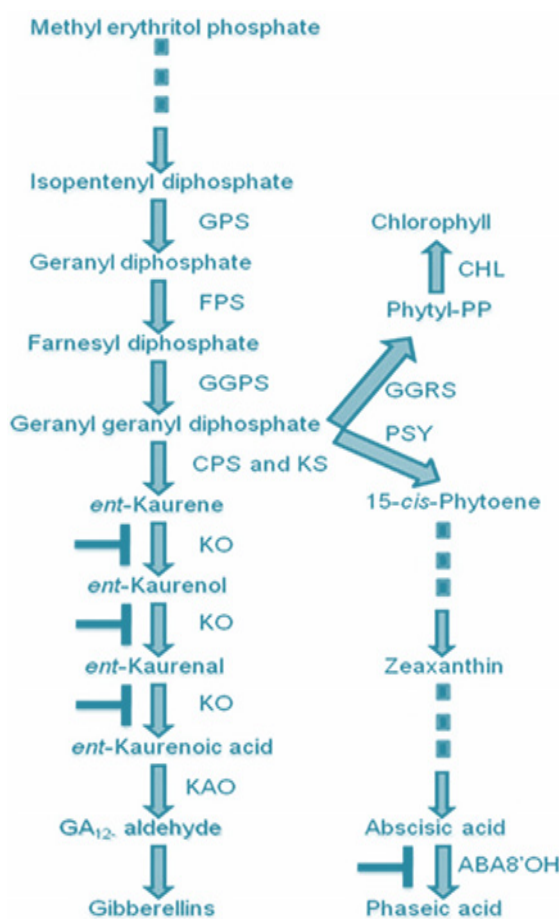 Methyl erythritol phosphate
Isopentenyl diphosphate
GPS
Geranyl diphosphate
FPS
Farnesyl diphosphate
GGPS
Geranyl geranyl diphosphate
CPS and KS
ent-Kaurene
KO
ent-Kaurenol
KO
ent-Kaurenal
KO
ent-Kaurenoic acid
KAO
GA12- aldehyde
Gibberellins
Chlorophyll
CHL
Phytyl-PP
GGRS
PSY
15-cis-Phytoene
Zeaxanthin
Abscisic acid
ABA8'OH
Phaseic acid